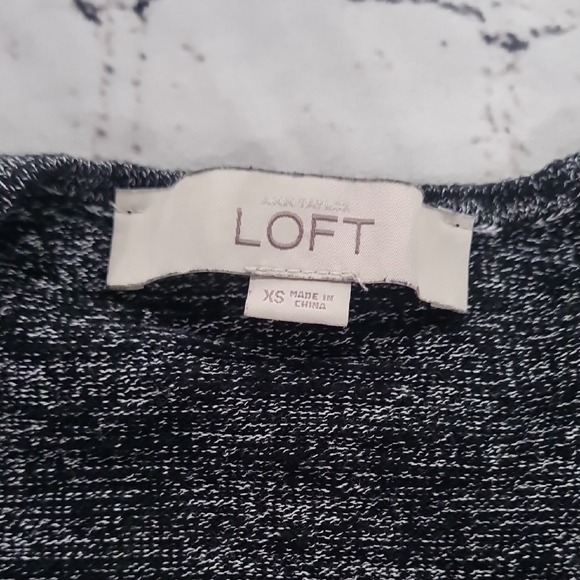 ANN TAYLOR
LOFT
XS MADE IN
CHINA